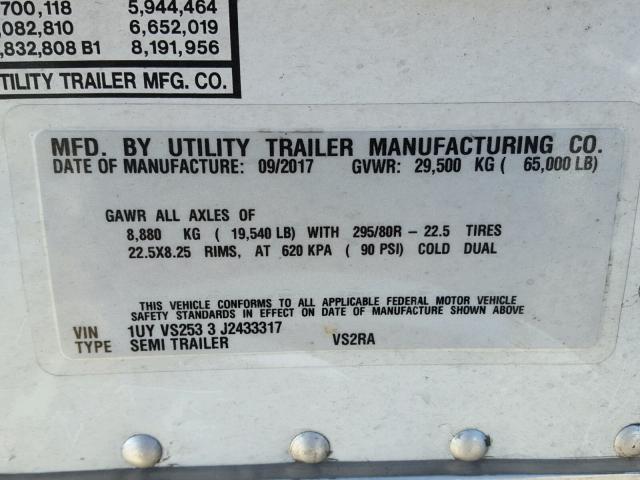 700,118 5,944,464
,082,810 6,652,019
,832,808 B1 8,191,956
TILITY TRAILER MFG. CO.
MFD. BY UTILITY TRAILER MANUFACTURING CO.
DATE OF MANUFACTURE: 09/2017 GVWR: 29,500 KG ( 65,000 LB)
GAWR ALL AXLES OF
8,880 KG ( 19,540 LB) WITH 295/80R - 22.5 TIRES
22.5X8.25 RIMS, AT 620 KPA ( 90 PSI) COLD DUAL
THIS VEHICLE CONFORMS TO ALL APPLICABLE FEDERAL MOTOR VEHICLE
SAFETY STANDARDS IN EFFECT ON DATE OF MANUFACTURE SHOWN ABOVE
VIN 1UY VS253 3 J2433317
TYPE SEMI TRAILER VS2RA